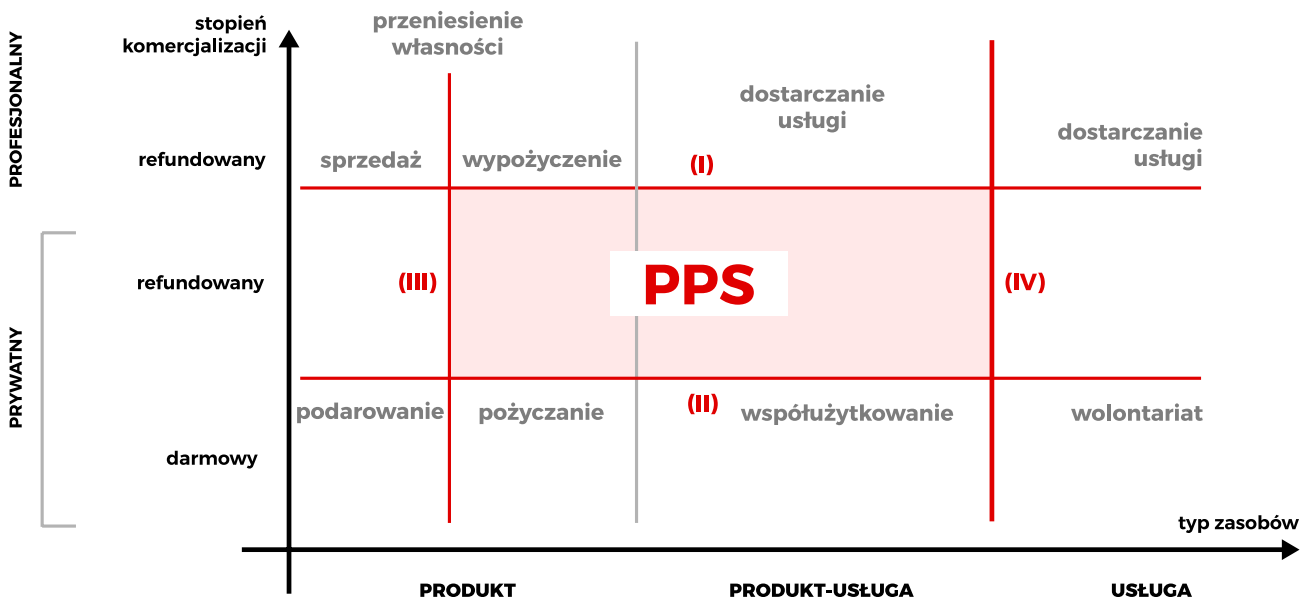 stopień
komercjalizacji
przeniesienie
własności
PROFESJONALNY
dostarczanie
usługi
dostarczanie
usługi
refundowany
sprzedaż
wypożyczenie
(I)
refundowany
(III)
PPS
(IV)
PRYWATNY
podarowanie
pożyczanie
(II)
współużytkowanie
wolontariat
darmowy
typ zasobów
PRODUKT
PRODUKT-USŁUGA
USŁUGA